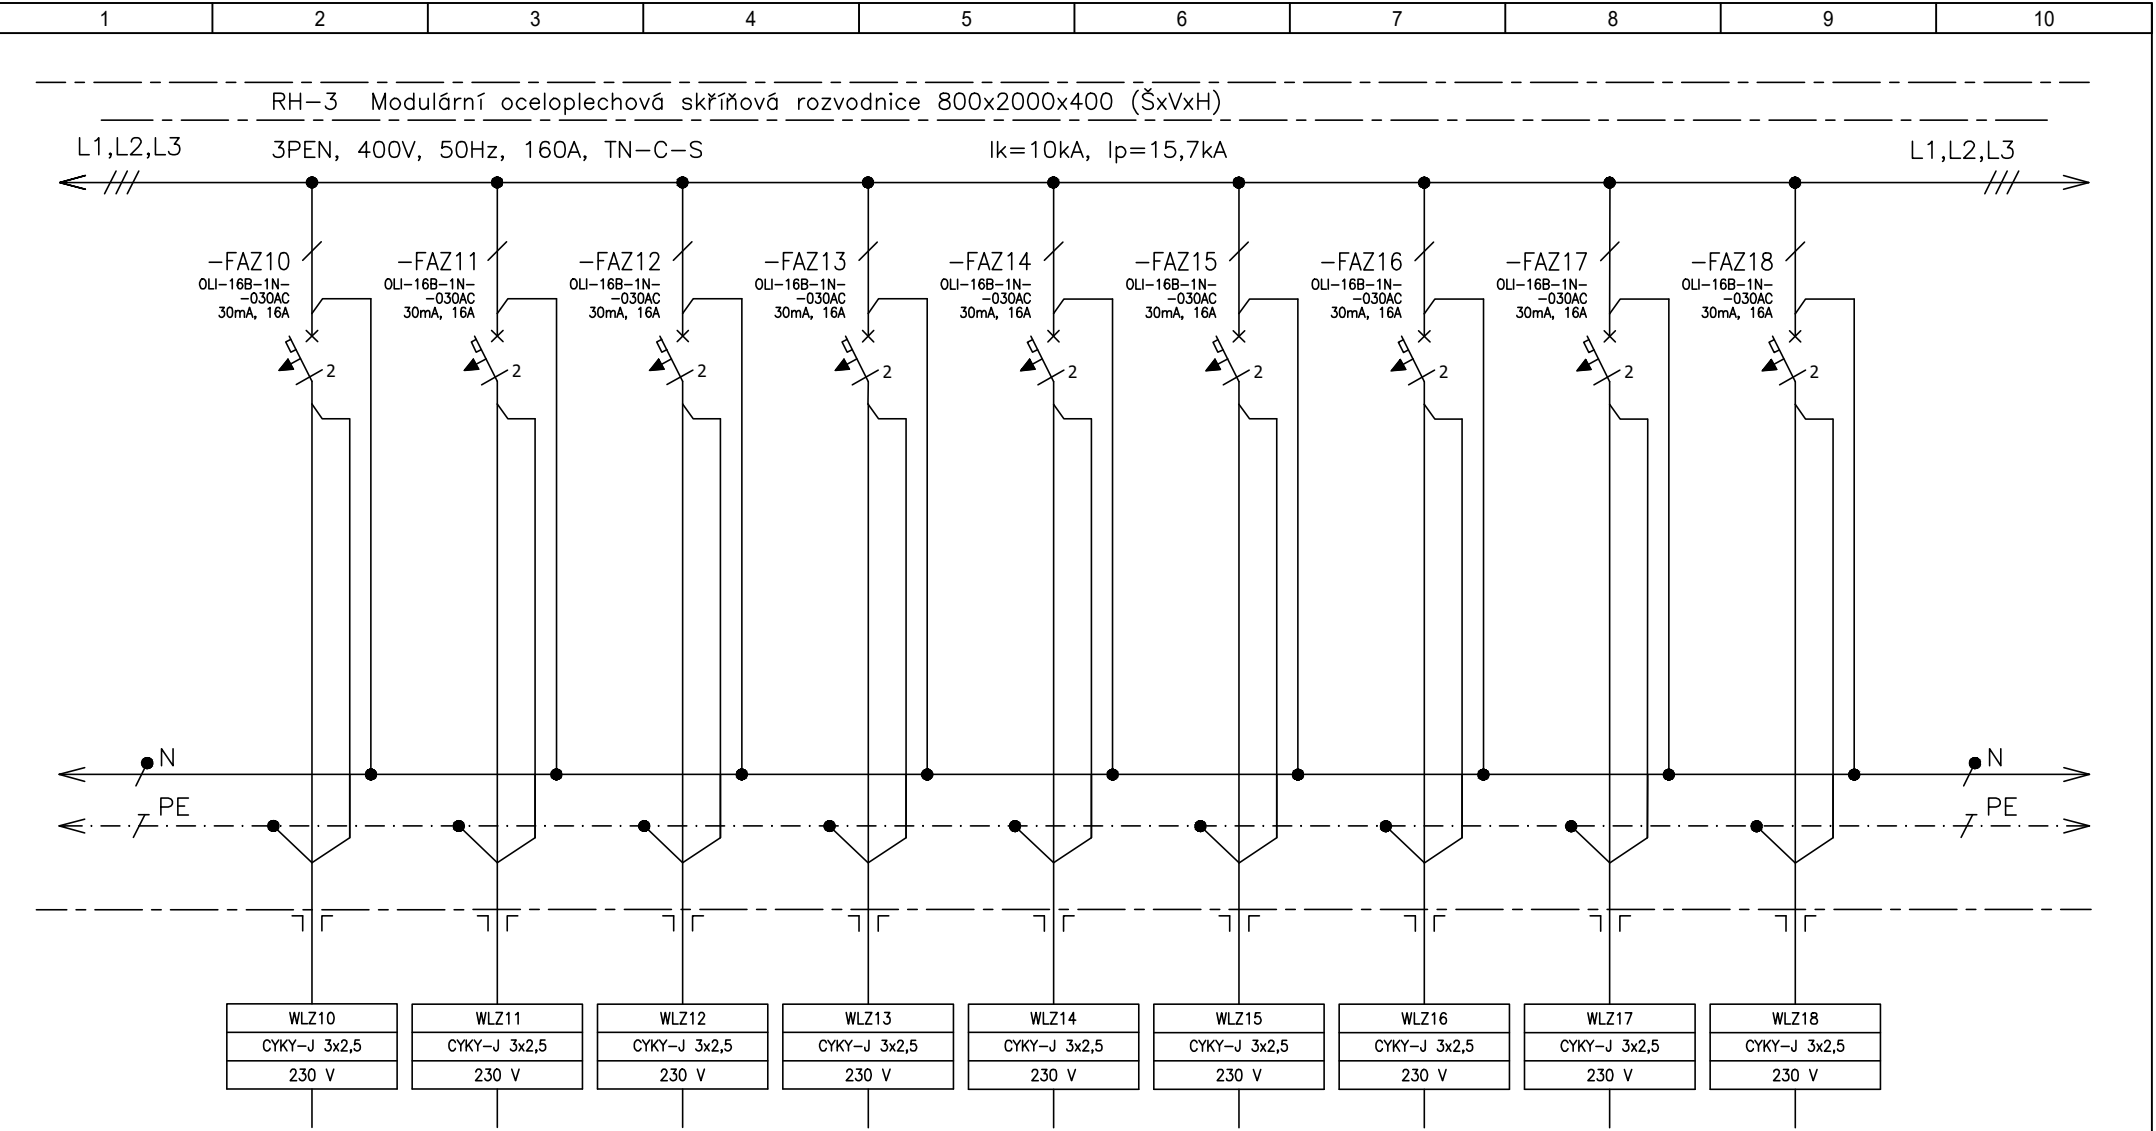 1 2 3 4 5 6 7 8 9 10
RH-3 Modulární oceloplechová skříňová rozvodnice 800x2000x400 (ŠxVxH)
L1,L2,L3 3PEN, 400V, 50Hz, 160A, TN-C-S Ik=10kA, Ip=15,7kA L1,L2,L3
-FAZ10 -FAZ11 -FAZ12 -FAZ13 -FAZ14 -FAZ15 -FAZ16 -FAZ17 -FAZ18
OLI-16B-1N- OLI-16B-1N- OLI-16B-1N- OLI-16B-1N- OLI-16B-1N- OLI-16B-1N- OLI-16B-1N- OLI-16B-1N- OLI-16B-1N-
-030AC -030AC -030AC -030AC -030AC -030AC -030AC -030AC -030AC
30mA, 16A 30mA, 16A 30mA, 16A 30mA, 16A 30mA, 16A 30mA, 16A 30mA, 16A 30mA, 16A 30mA, 16A
2 2 2 2 2 2 2 2 2
N N
PE PE
WLZ10 WLZ11 WLZ12 WLZ13 WLZ14 WLZ15 WLZ16 WLZ17 WLZ18
CYKY-J 3x2,5 CYKY-J 3x2,5 CYKY-J 3x2,5 CYKY-J 3x2,5 CYKY-J 3x2,5 CYKY-J 3x2,5 CYKY-J 3x2,5 CYKY-J 3x2,5 CYKY-J 3x2,5
230 V 230 V 230 V 230 V 230 V 230 V 230 V 230 V 230 V